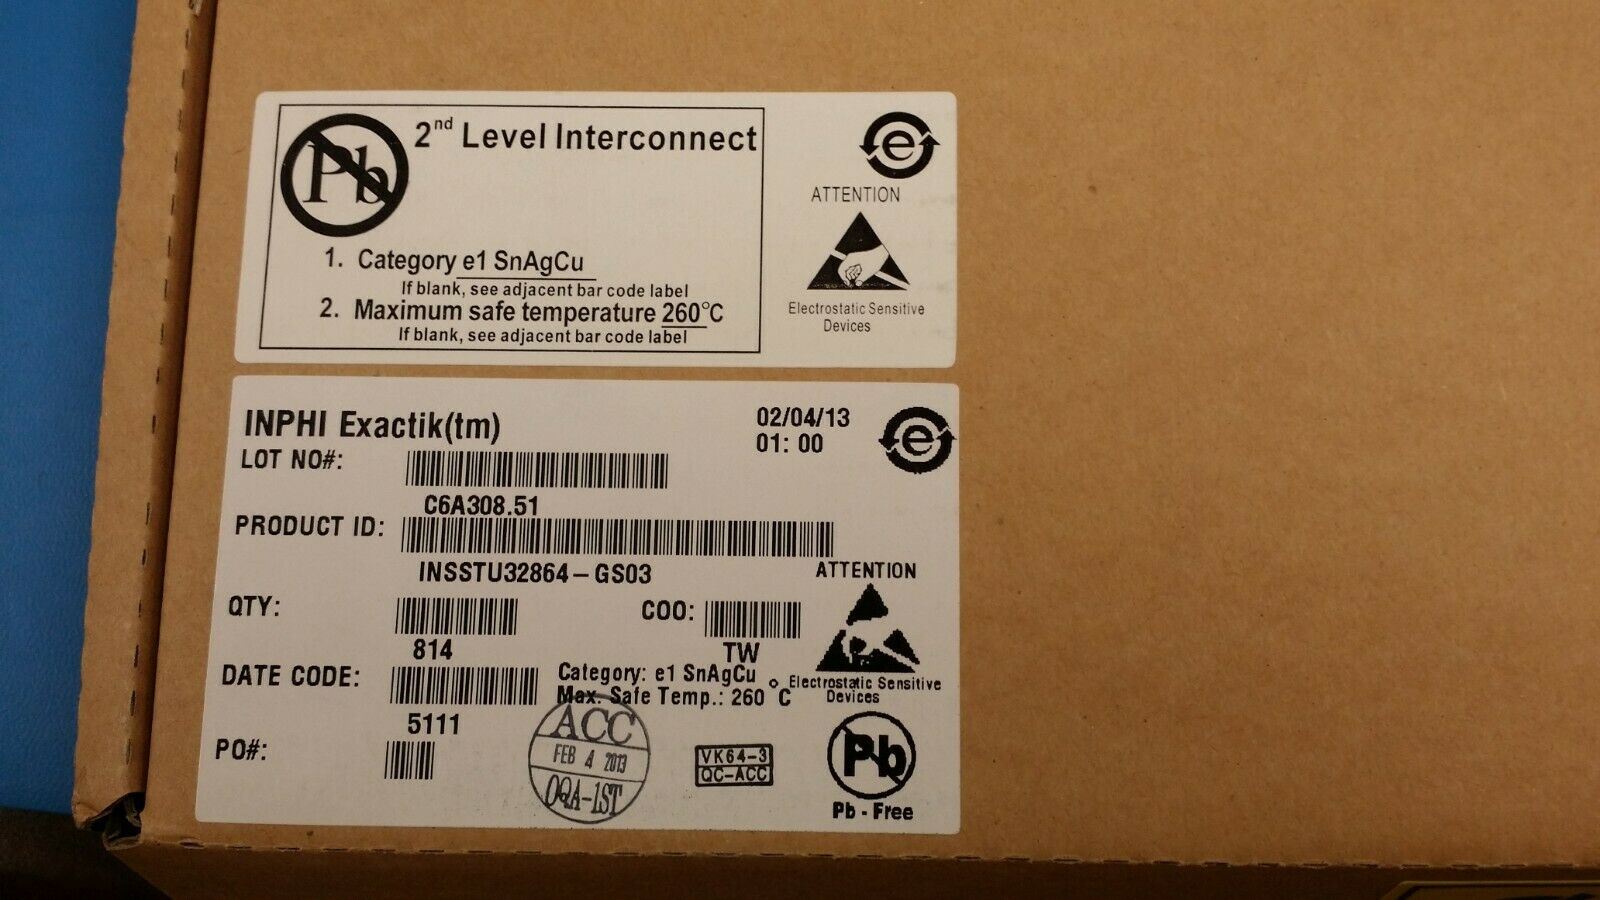 Pb
2nd Level Interconnect
1. Category e1 SnAgCu
If blank, see adjacent bar code label
2. Maximum safe temperature 260°C
If blank, see adjacent bar code label
e
ATTENTION
Electrostatic Sensitive
Devices
INPHI Exactik(tm)
02/04/13
01: 00
e
LOT NO#:
C6A308.51
PRODUCT ID:
INSSTU32864-GS03
QTY:
814
COO:
TW
ATTENTION
Electrostatic Sensitive
Devices
DATE CODE:
5111
Category: e1 SnAgCu
Max. Safe Temp.: 260 °C
PO#:
ACC
FEB 4 2013
OQA-1ST
VK64-3
QC-ACC
Pb
Pb - Free